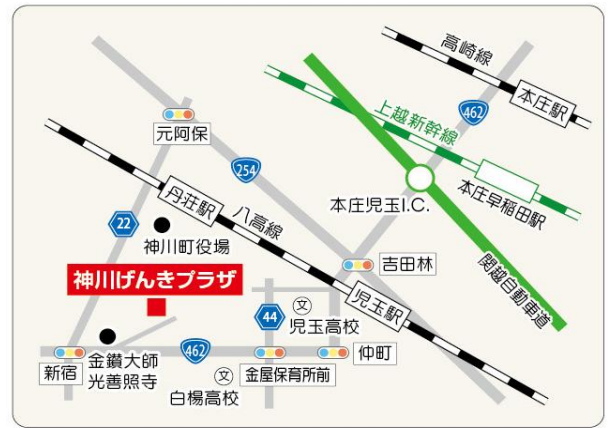 高崎線
本庄駅
462
上越新幹線
本庄早稲田駅
元阿保
254
丹荘駅
八高線
本庄児玉I.C.
関越自動車道
22
神川町役場
吉田林
神川げんきプラザ
児玉駅
44
文
児玉高校
新宿
金鑚大師
光善照寺
462
金屋保育所前
仲町
文
白楊高校